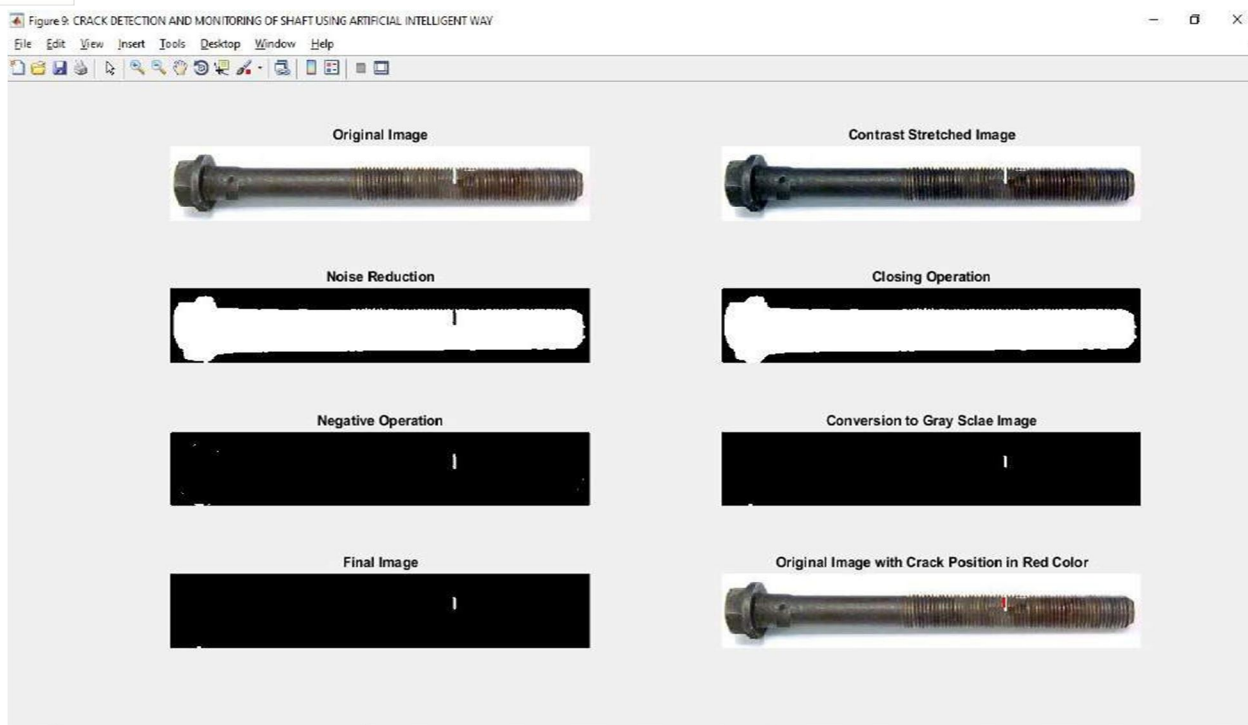 Figure 9: CRACK DETECTION AND MONITORING OF SHAFT USING ARTIFICIAL INTELLIGENT WAY
File Edit View Insert Tools Desktop Window Help
Original Image
Contrast Stretched Image
Noise Reduction
Closing Operation
Negative Operation
Conversion to Gray Sclae Image
Final Image
Original Image with Crack Position in Red Color